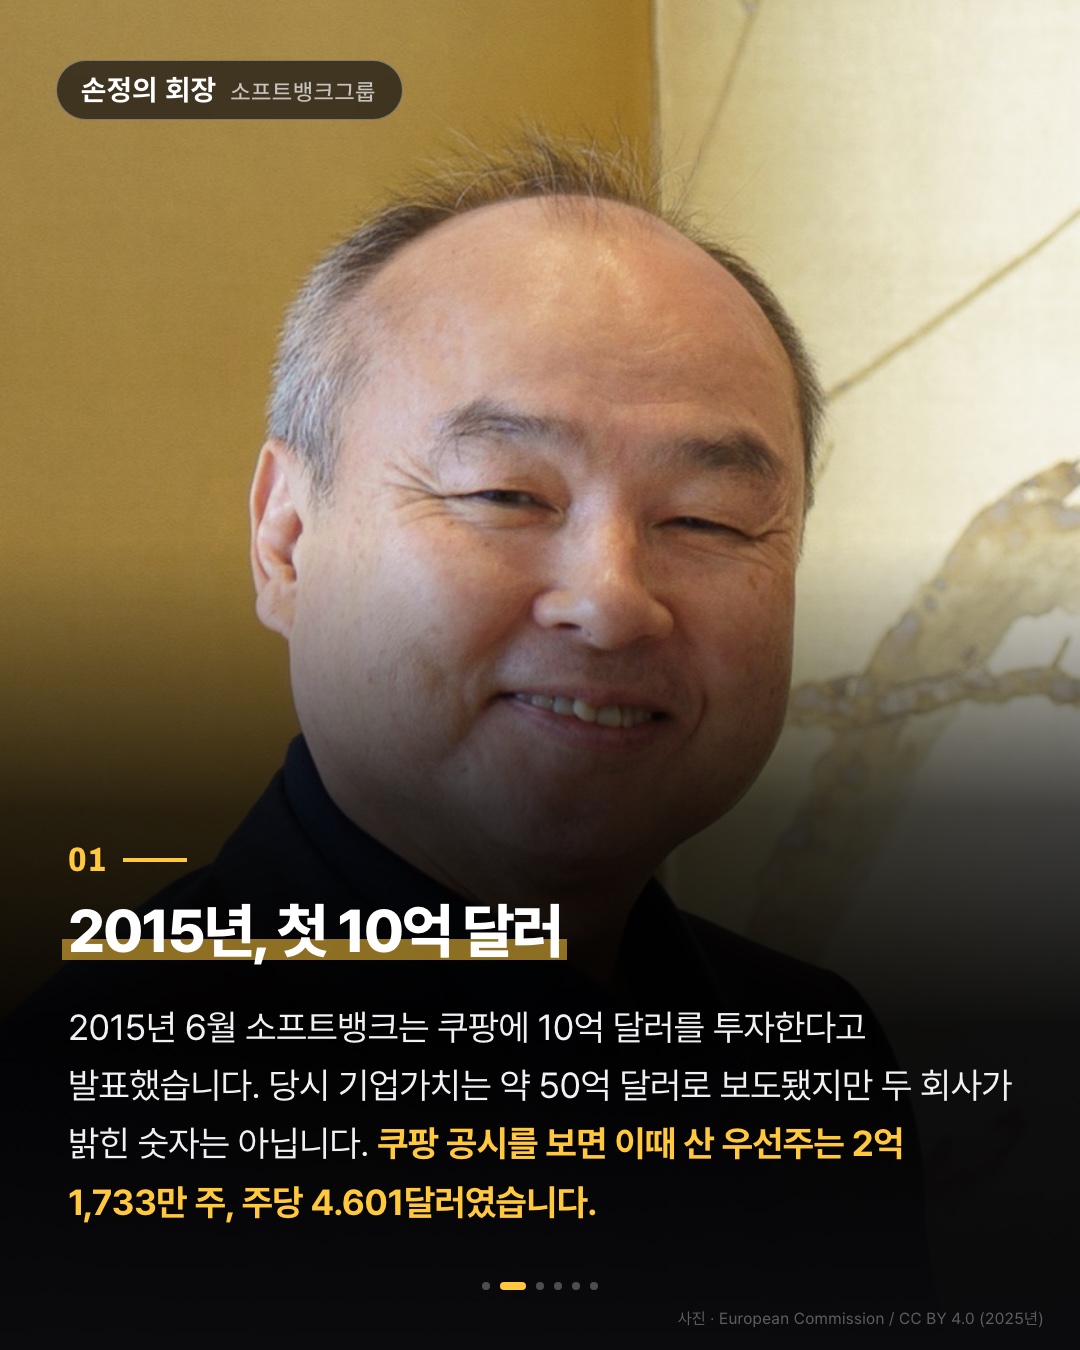 손정의 회장 소프트뱅크그룹
01
2015년, 첫 10억 달러
2015년 6월 소프트뱅크는 쿠팡에 10억 달러를 투자한다고
발표했습니다. 당시 기업가치는 약 50억 달러로 보도됐지만 두 회사가
밝힌 숫자는 아닙니다. 쿠팡 공시를 보면 이때 산 우선주는 2억
1,733만 주, 주당 4.601달러였습니다.
사진 · European Commission / CC BY 4.0 (2025년)